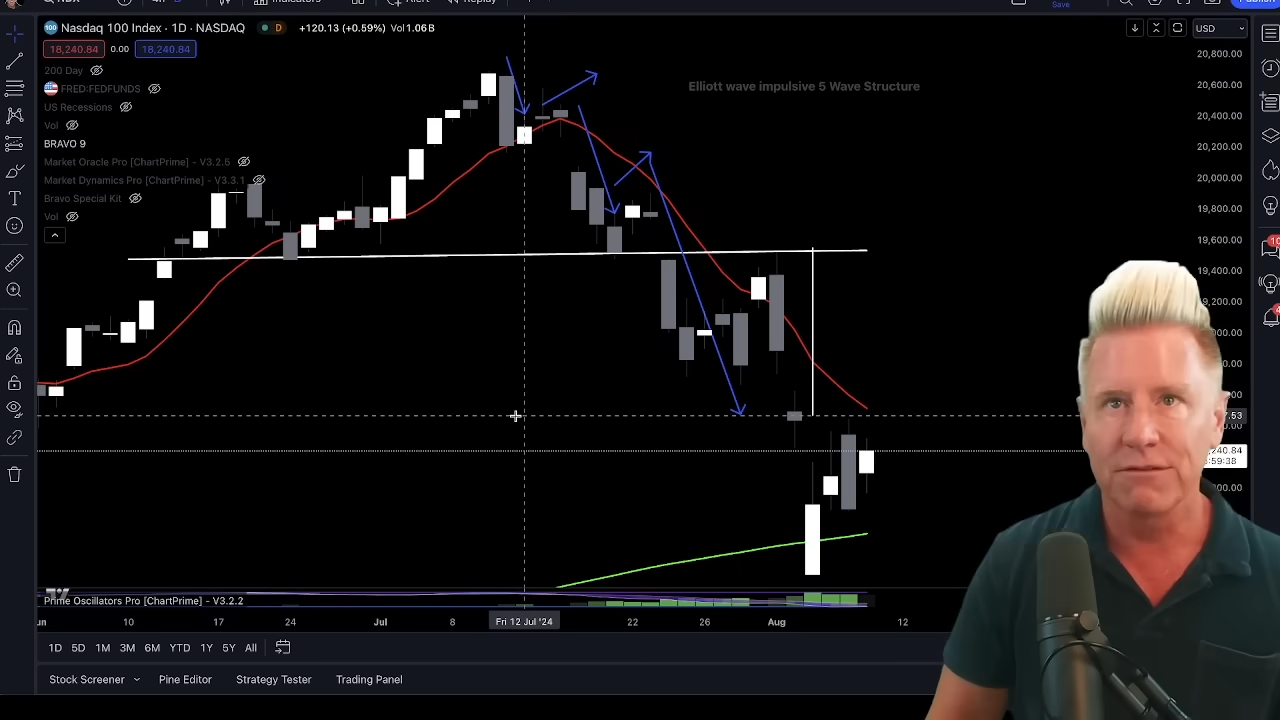 Save
100 Nasdaq 100 Index · 1D · NASDAQ D +120.13 (+0.59%) Vol1.06B
USD
18,240.84 0.00 18,240.84
200 Day
FRED:FEDFUNDS
US Recessions
Vol
BRAVO 9
Market Oracle Pro [ChartPrime] - V3.2.5
Market Dynamics Pro [ChartPrime] - V3.3.1
Bravo Special Kit
Vol
Elliott wave impulsive 5 Wave Structure
20,800.00
20,600.00
20,400.00
20,200.00
20,000.00
19,800.00
19,600.00
19,400.00
Prime Oscillators Pro [ChartPrime] - V3.2.2
10 17 24 Jul 8 Fri 12 Jul '24 22 26 Aug 12
1D 5D 1M 3M 6M YTD 1Y 5Y All
Stock Screener Pine Editor Strategy Tester Trading Panel